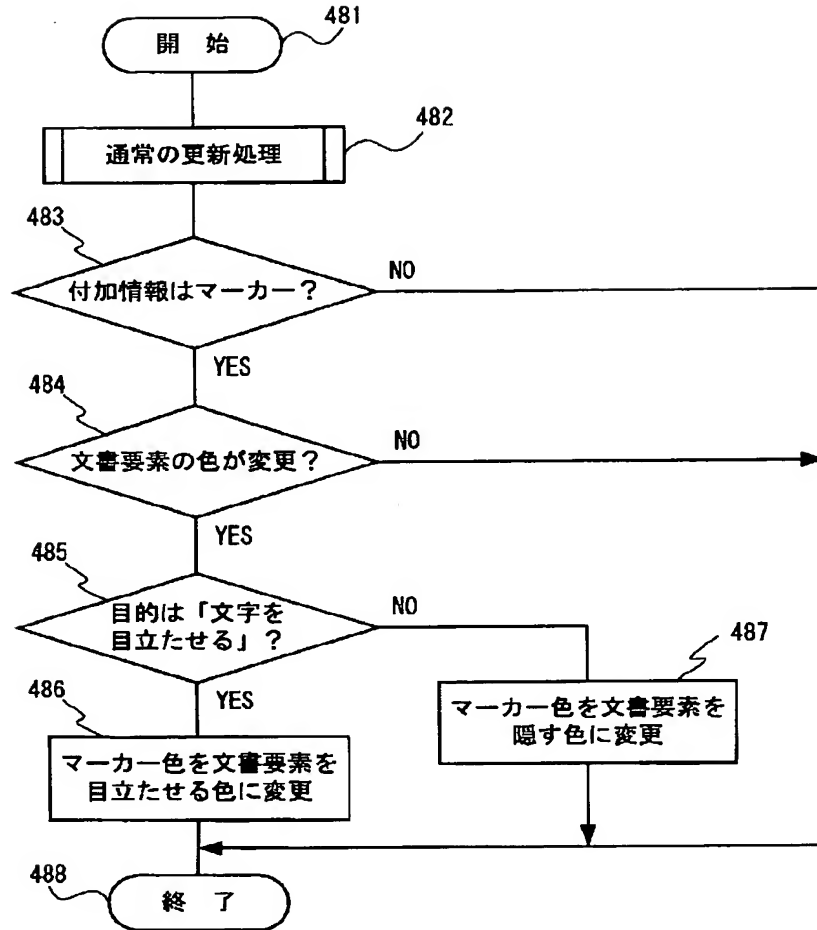 481
開 始
482
通常の更新処理
483
付加情報はマーカー？
NO
YES
484
文書要素の色が変更？
NO
YES
485
目的は「文字を
目立たせる」？
NO
YES
487
マーカー色を文書要素を
隠す色に変更
486
マーカー色を文書要素を
目立たせる色に変更
488
終 了